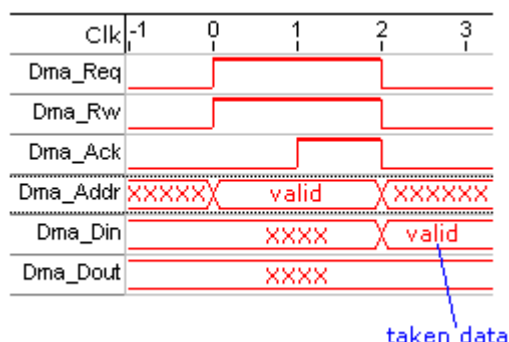 Clk -1 0 1 2 3
Dma_Req
Dma_Rw
Dma_Ack
Dma_Addr XXXXX valid XXXXXX
Dma_Din XXXX valid
Dma_Dout XXXX
taken data